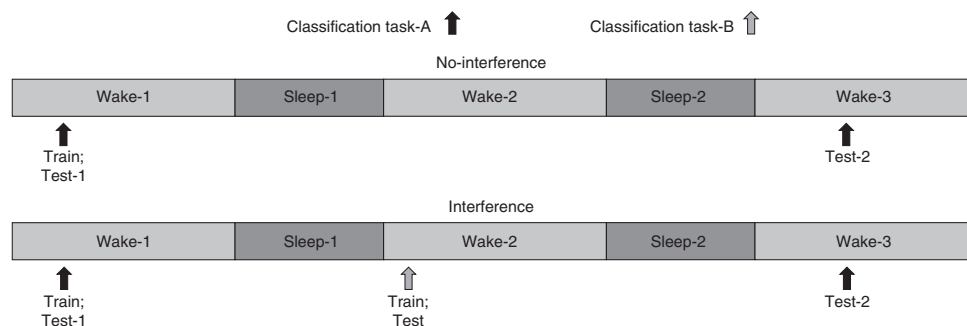 Classification task-A Classification task-B
No-interference
Wake-1 Sleep-1 Wake-2 Sleep-2 Wake-3
Train; Test-2
Test-1
Interference
Wake-1 Sleep-1 Wake-2 Sleep-2 Wake-3
Train; Train; Test-2
Test-1 Test